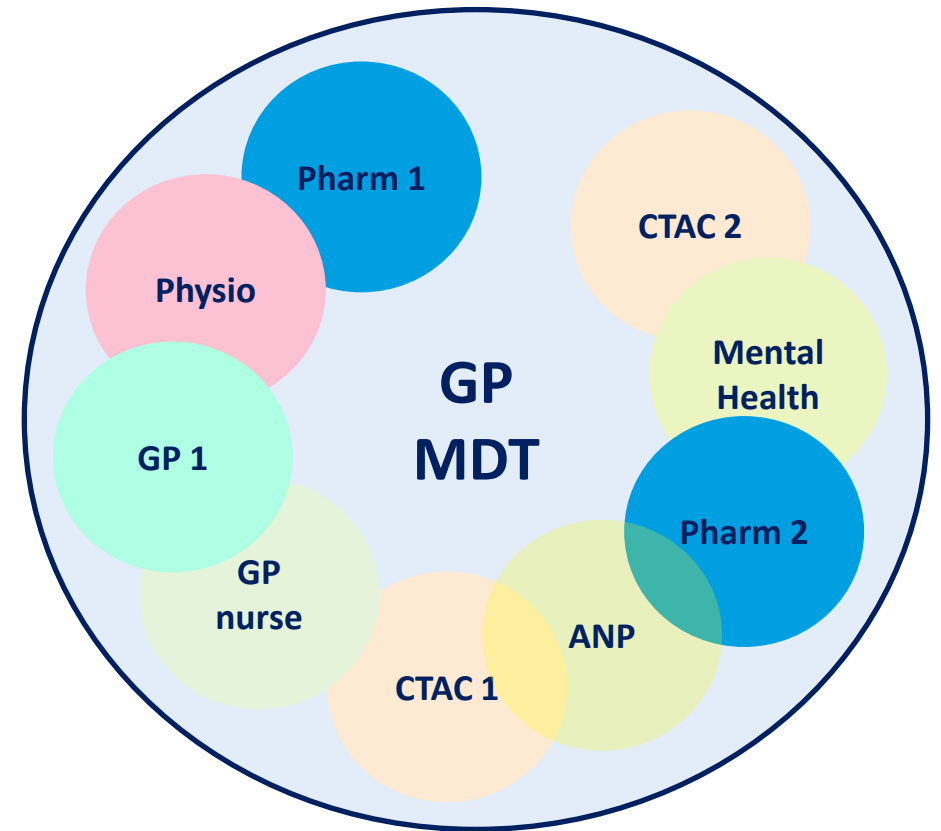 Pharm 1
CTAC 2
Physio
Mental
Health
GP
MDT
GP 1
Pharm 2
GP
nurse
ANP
CTAC 1